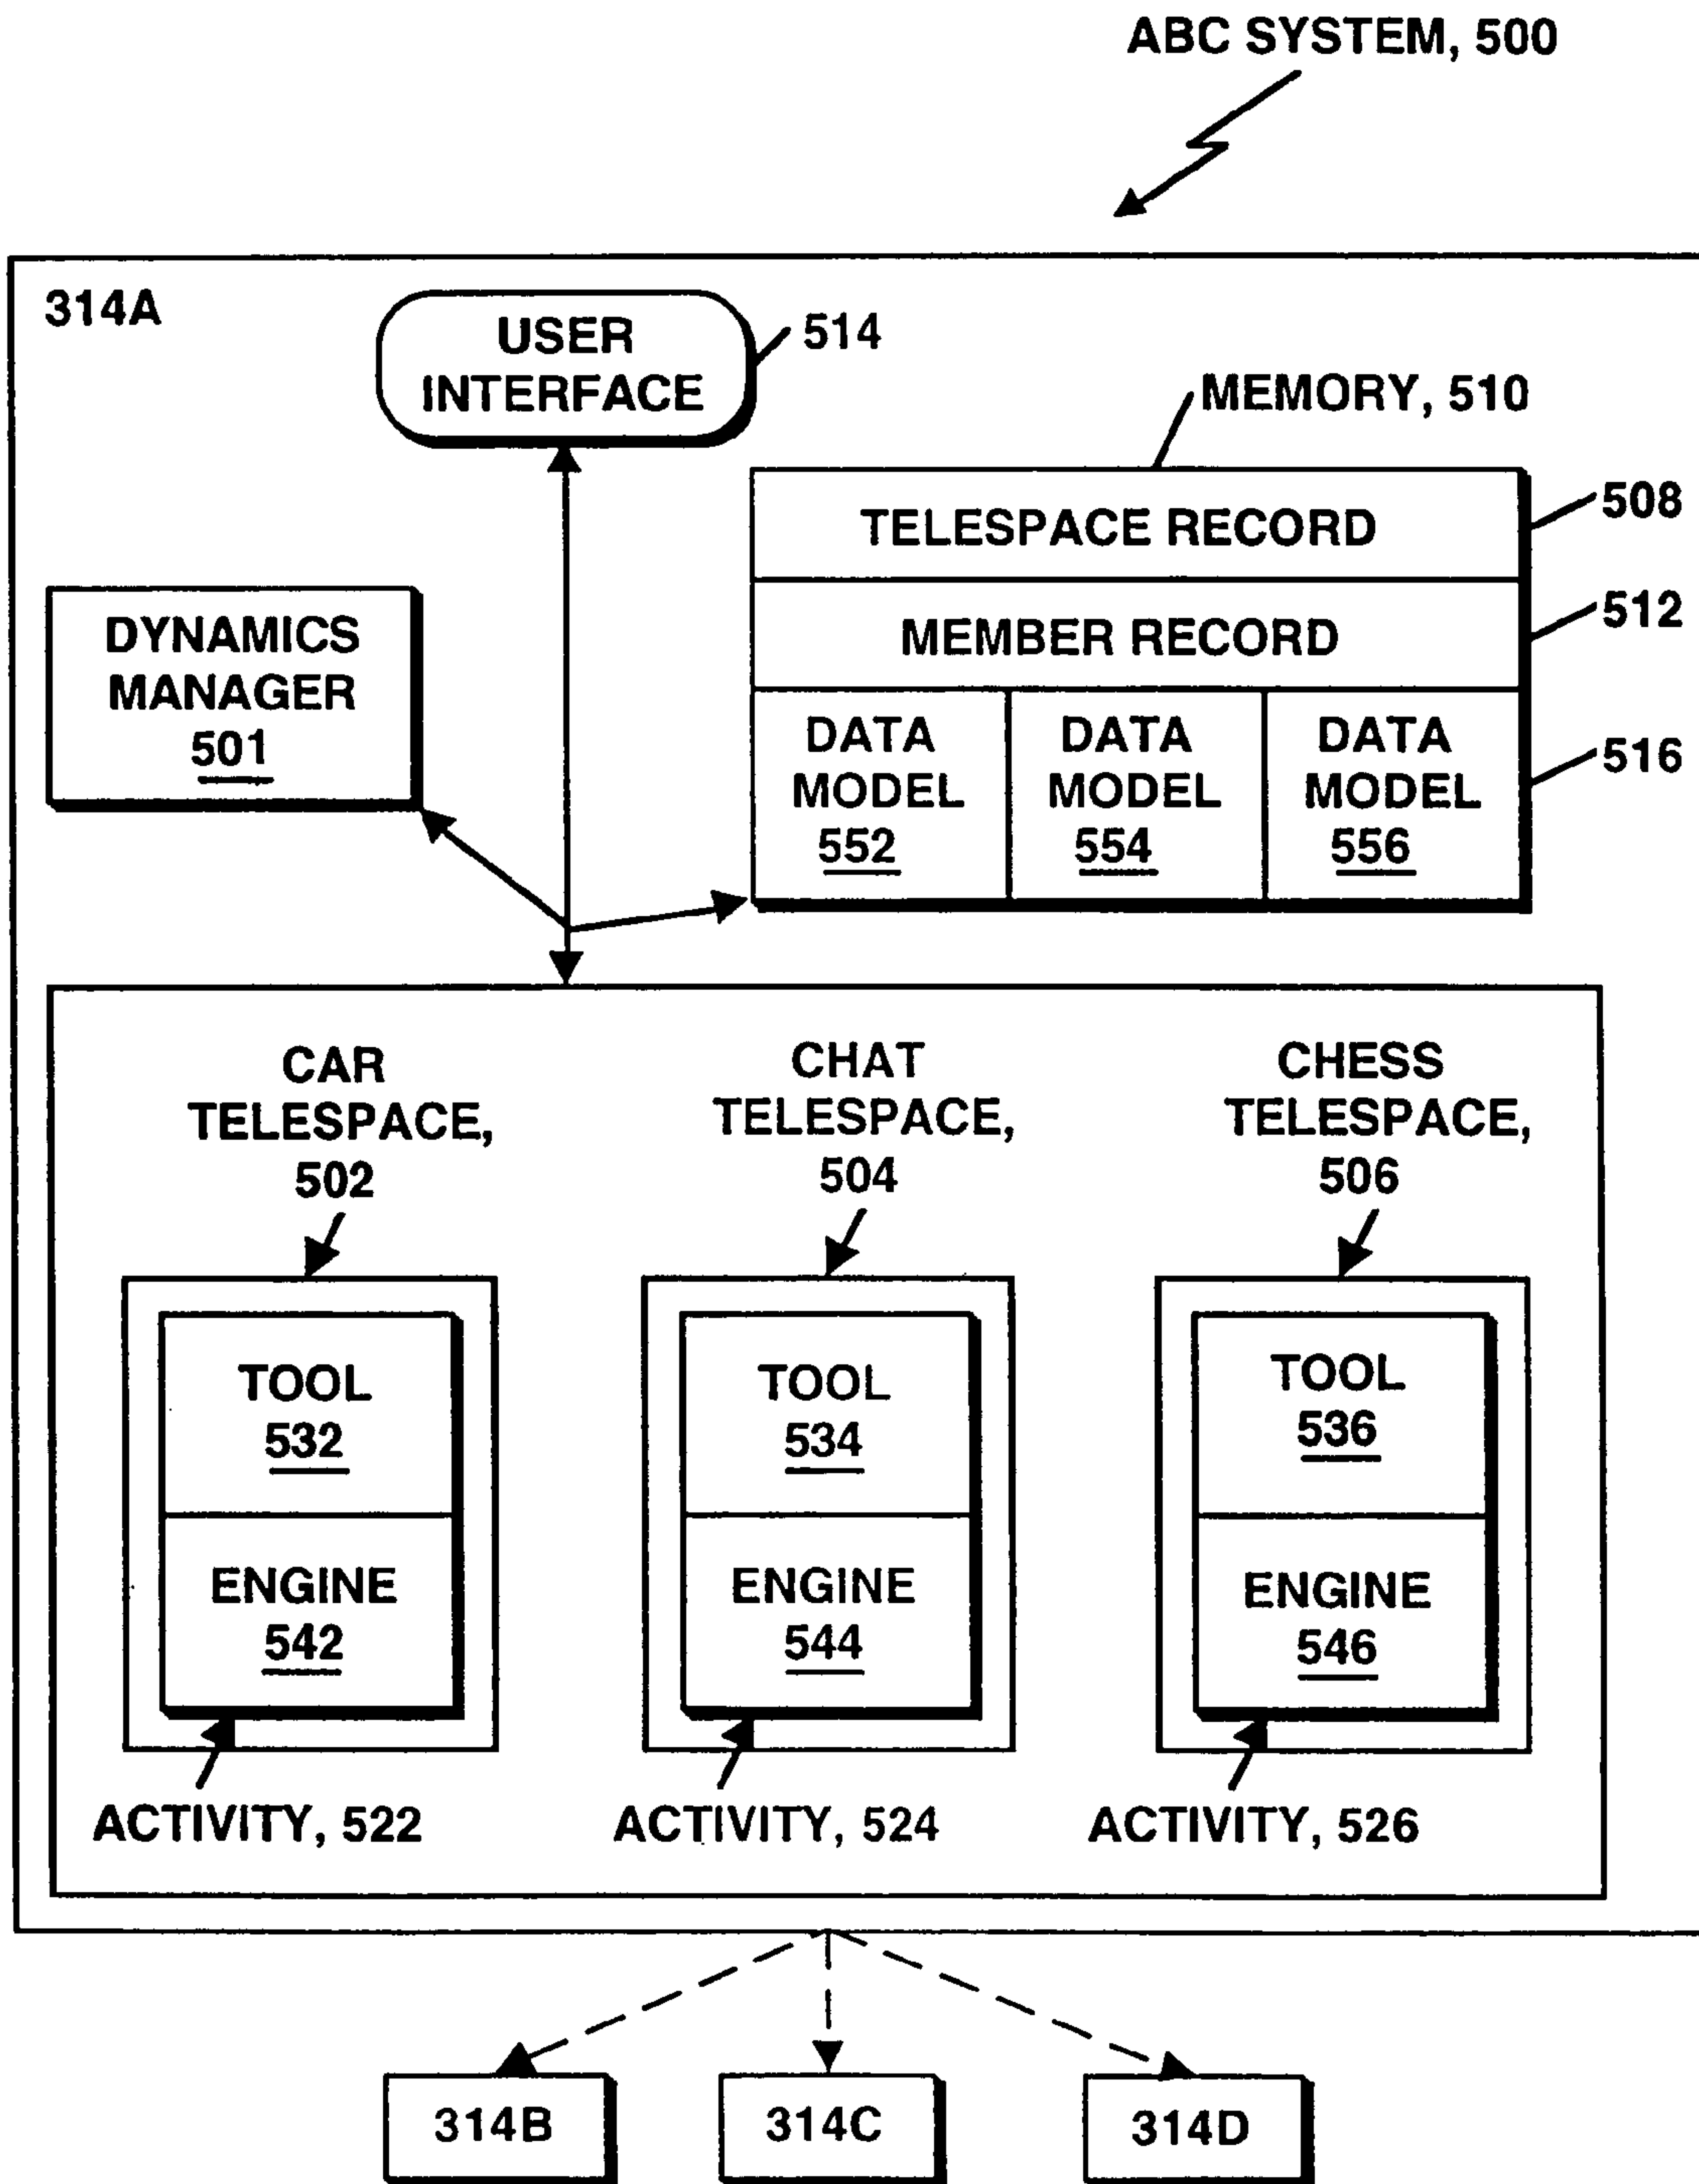 ABC SYSTEM, 500
314A
USER
INTERFACE
514
MEMORY, 510
TELESPACE RECORD
508
MEMBER RECORD
512
DYNAMICS
MANAGER
501
DATA
MODEL
552
DATA
MODEL
554
DATA
MODEL
556
516
CAR
TELESPACE,
502
CHAT
TELESPACE,
504
CHESS
TELESPACE,
506
TOOL
532
ENGINE
542
TOOL
534
ENGINE
544
TOOL
536
ENGINE
546
ACTIVITY, 522
ACTIVITY, 524
ACTIVITY, 526
314B
314C
314D